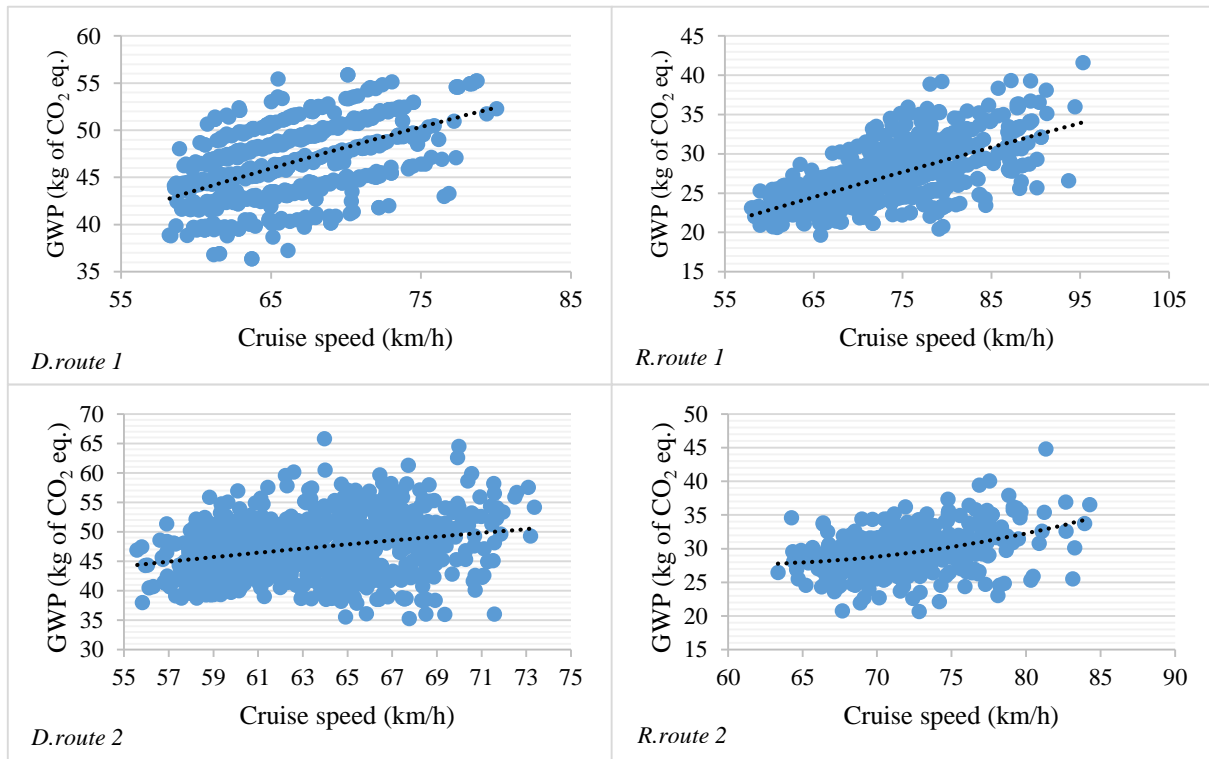 60
55
50
45
40
35
55 65 75 85
GWP (kg of CO2 eq.)
Cruise speed (km/h)
D.route 1
45
40
35
30
25
20
15
55 65 75 85 95 105
GWP (kg of CO2 eq.)
Cruise speed (km/h)
R.route 1
70
65
60
55
50
45
40
35
30
55 57 59 61 63 65 67 69 71 73 75
GWP (kg of CO2 eq.)
Cruise speed (km/h)
D.route 2
50
45
40
35
30
25
20
15
60 65 70 75 80 85 90
GWP (kg of CO2 eq.)
Cruise speed (km/h)
R.route 2